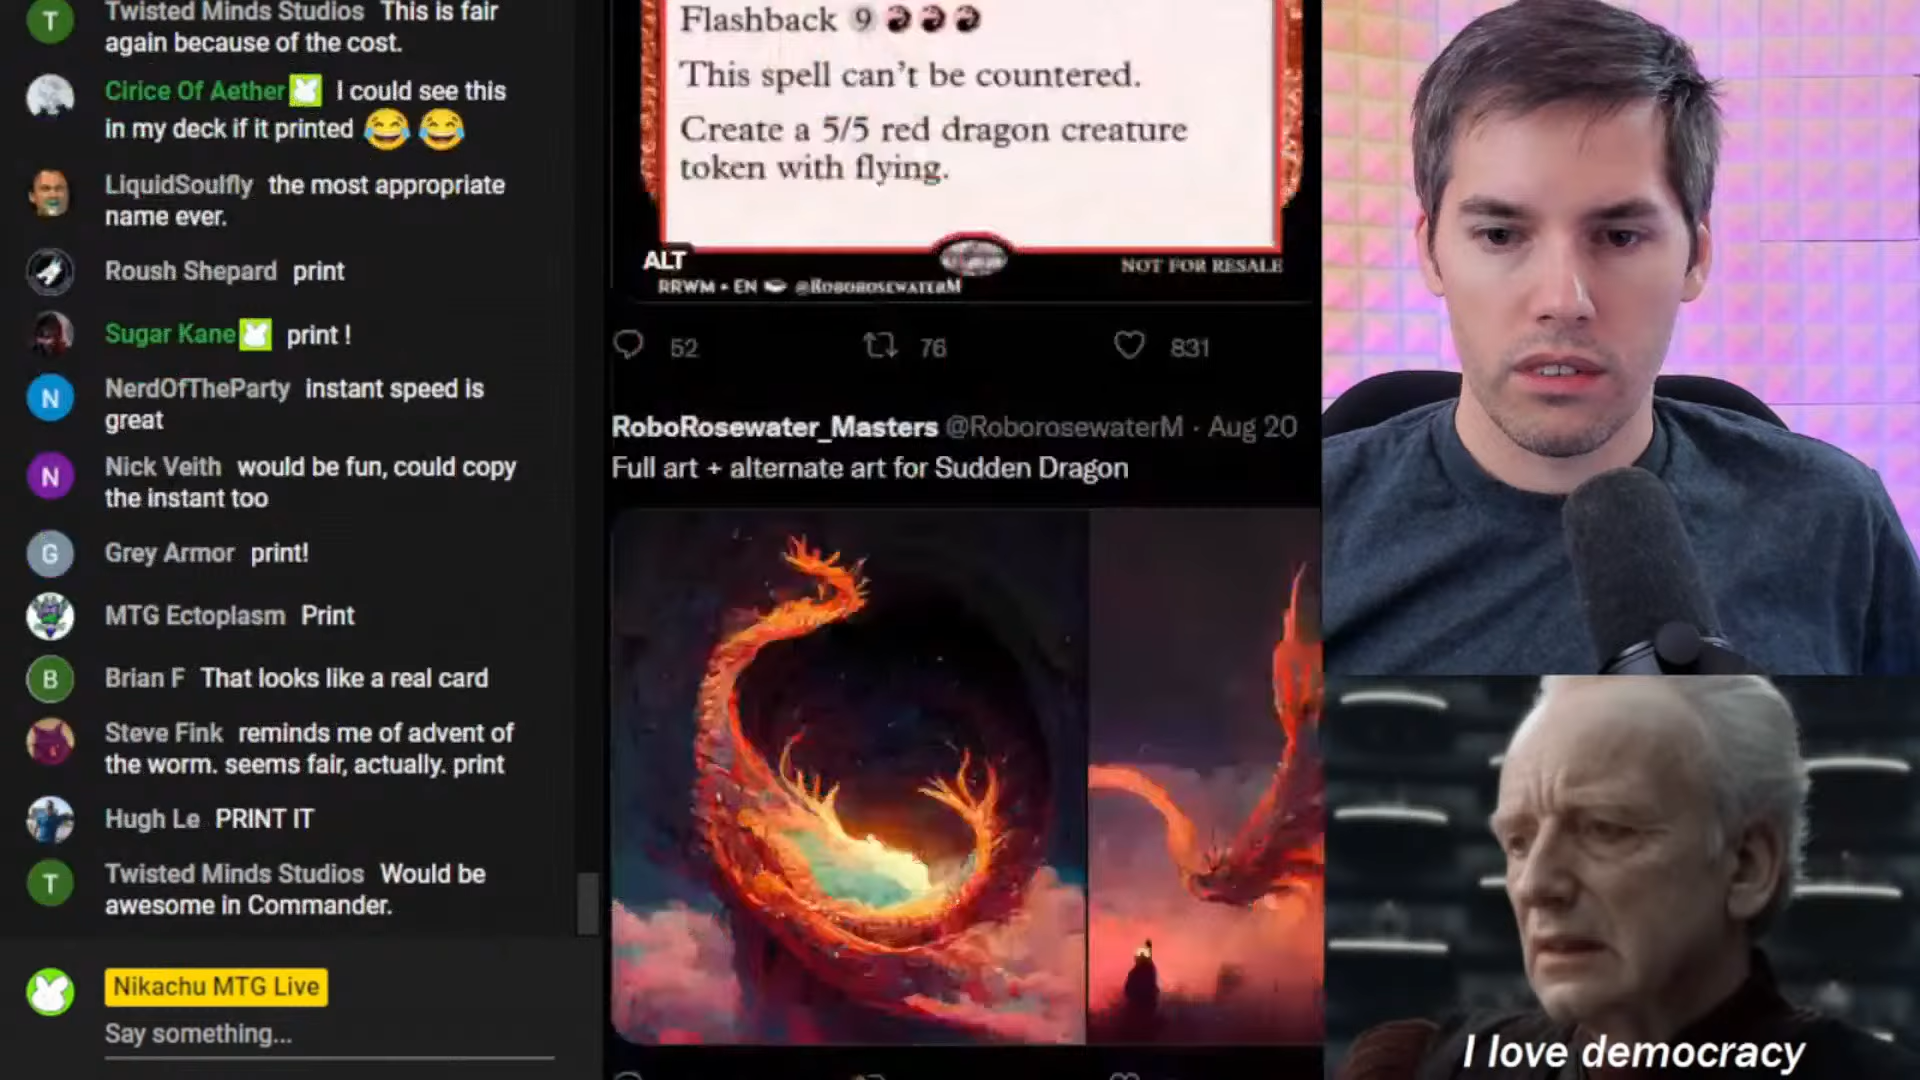 T
Twisted Minds Studios This is fair
again because of the cost.
Cirice Of Aether I could see this
in my deck if it printed
LiquidSoulfly the most appropriate
name ever.
Roush Shepard print
Sugar Kane print !
N
NerdOfTheParty instant speed is
great
N
Nick Veith would be fun, could copy
the instant too
G
Grey Armor print!
MTG Ectoplasm Print
B
Brian F That looks like a real card
Steve Fink reminds me of advent of
the worm. seems fair, actually. print
Hugh Le PRINT IT
T
Twisted Minds Studios Would be
awesome in Commander.
Nikachu MTG Live
Say something...
Flashback 9
This spell can't be countered.
Create a 5/5 red dragon creature
token with flying.
ALT
NOT FOR RESALE
RRWM • EN @RoborosewaterM
52 76 831
RoboRosewater_Masters @RoborosewaterM · Aug 20
Full art + alternate art for Sudden Dragon
I love democracy